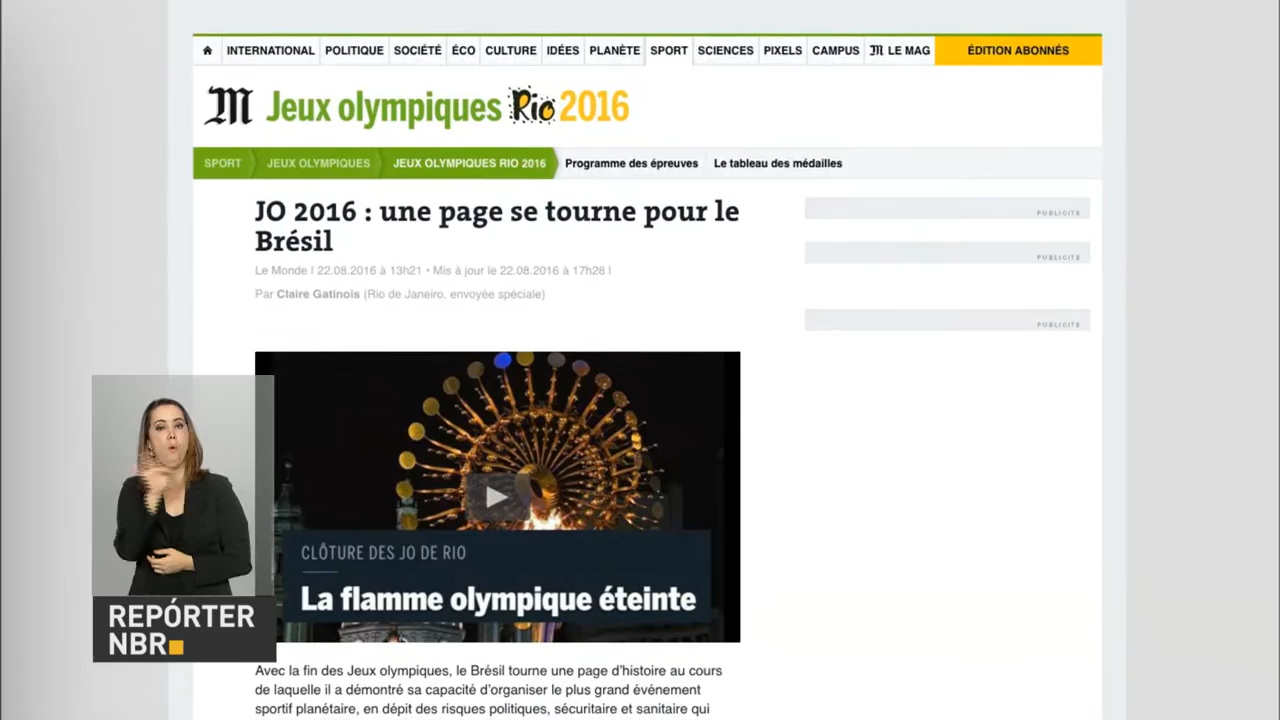 INTERNATIONAL POLITIQUE SOCIÉTÉ ÉCO CULTURE IDÉES PLANÈTE SPORT SCIENCES PIXELS CAMPUS M LE MAG ÉDITION ABONNÉS
M Jeux olympiques Rio 2016
SPORT JEUX OLYMPIQUES JEUX OLYMPIQUES RIO 2016 Programme des épreuves Le tableau des médailles
JO 2016 : une page se tourne pour le
Brésil
Le Monde | 22.08.2016 à 13h21 • Mis à jour le 22.08.2016 à 17h28 |
Par Claire Gatinois (Rio de Janeiro, envoyée spéciale)
PUBLICITÉ
PUBLICITÉ
PUBLICITÉ
CLÔTURE DES JO DE RIO
La flamme olympique éteinte
REPÓRTER
NBR
Avec la fin des Jeux olympiques, le Brésil tourne une page d'histoire au cours
de laquelle il a démontré sa capacité d'organiser le plus grand événement
sportif planétaire, en dépit des risques politiques, sécuritaire et sanitaire qui